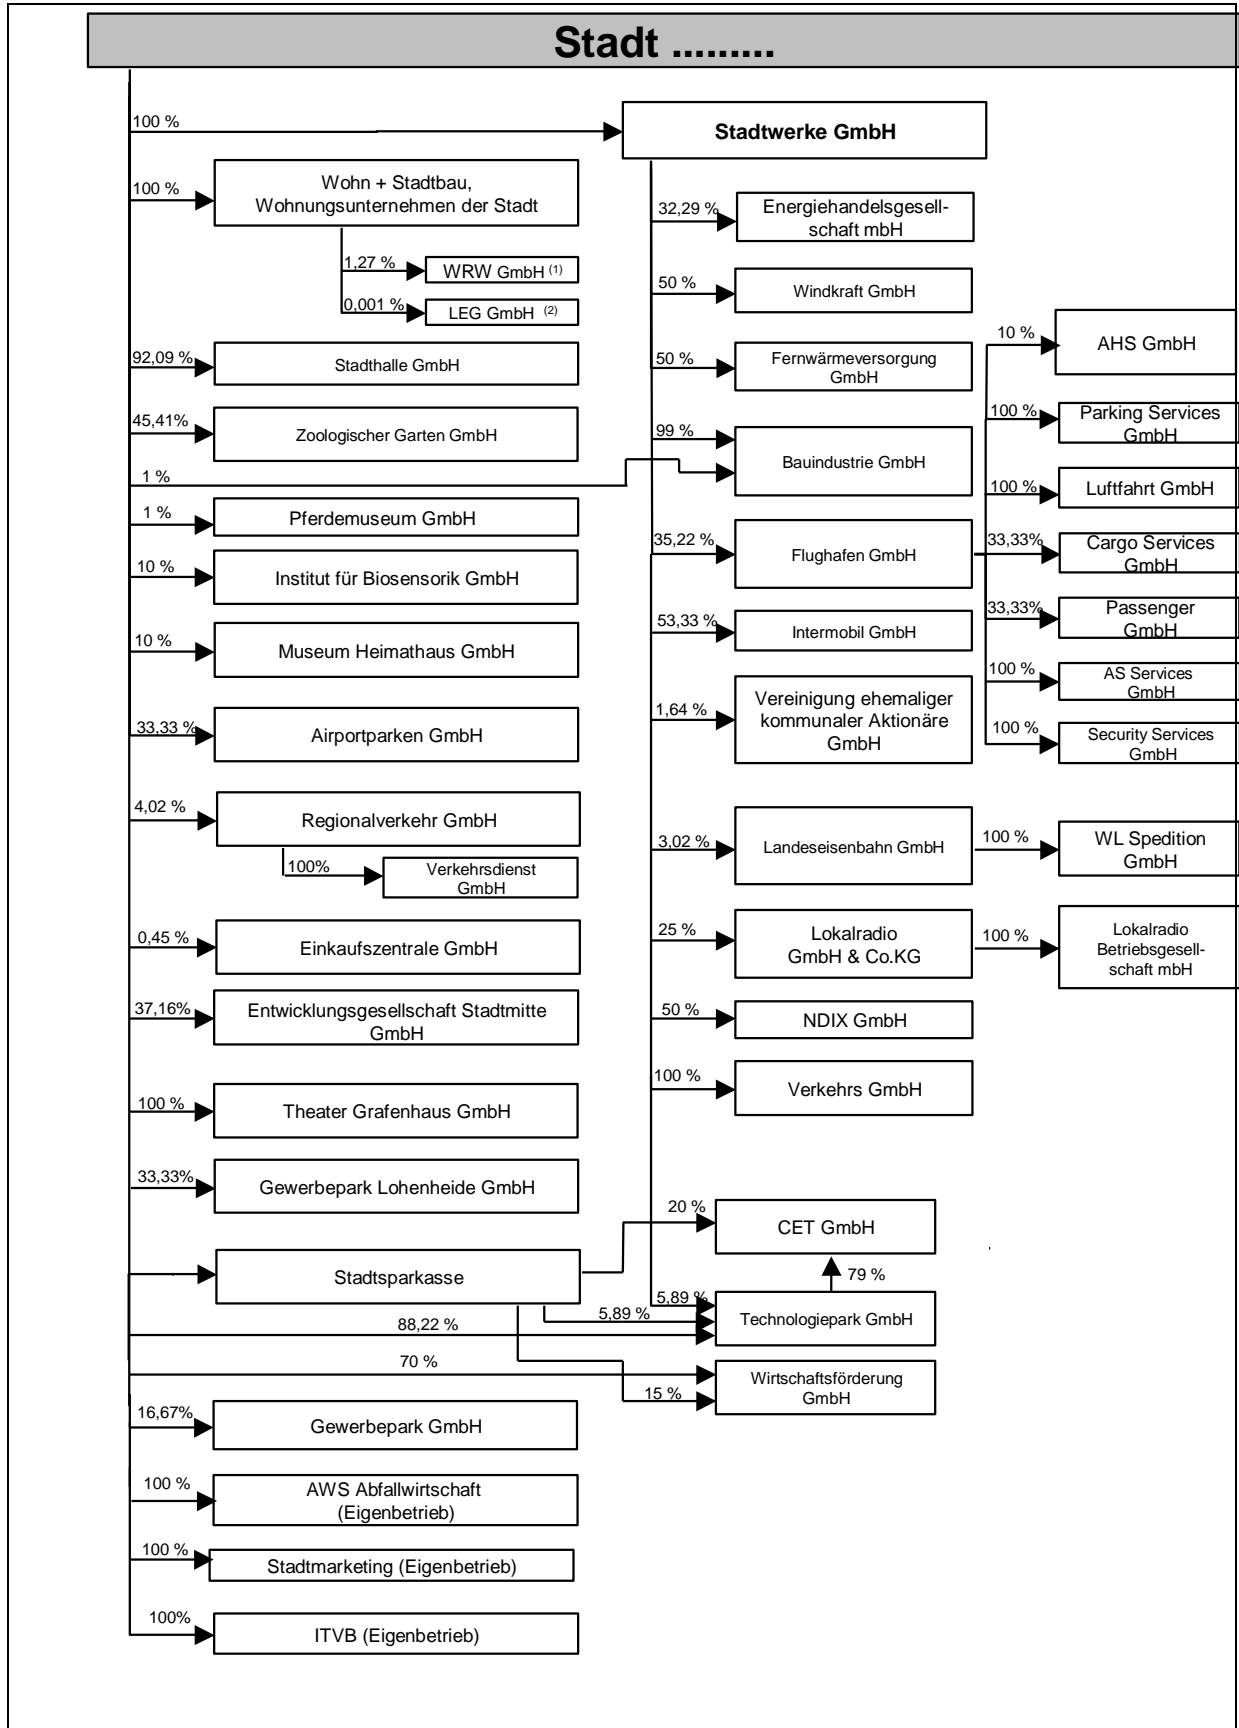 Stadt .........
100 %
Stadtwerke GmbH
100 %
Wohn + Stadtbau,
Wohnungsunternehmen der Stadt
1,27 %
WRW GmbH (1)
0,001 %
LEG GmbH (2)
92,09 %
Stadthalle GmbH
45,41%
Zoologischer Garten GmbH
1 %
1 %
Pferdemuseum GmbH
10 %
Institut für Biosensorik GmbH
10 %
Museum Heimathaus GmbH
33,33 %
Airportparken GmbH
4,02 %
Regionalverkehr GmbH
100%
Verkehrsdienst
GmbH
0,45 %
Einkaufszentrale GmbH
37,16%
Entwicklungsgesellschaft Stadtmitte
GmbH
100 %
Theater Grafenhaus GmbH
33,33%
Gewerbepark Lohenheide GmbH
Stadtsparkasse
88,22 %
70 %
16,67%
Gewerbepark GmbH
100 %
AWS Abfallwirtschaft
(Eigenbetrieb)
100 %
Stadtmarketing (Eigenbetrieb)
100%
ITVB (Eigenbetrieb)
32,29 %
Energiehandelsgesell-
schaft mbH
50 %
Windkraft GmbH
50 %
Fernwärmeversorgung
GmbH
99 %
Bauindustrie GmbH
35,22 %
Flughafen GmbH
53,33 %
Intermobil GmbH
1,64 %
Vereinigung ehemaliger
kommunaler Aktionäre
GmbH
3,02 %
Landeseisenbahn GmbH
25 %
Lokalradio
GmbH & Co.KG
50 %
NDIX GmbH
100 %
Verkehrs GmbH
20 %
CET GmbH
79 %
5,89 %
5,89 %
Technologiepark GmbH
15 %
Wirtschaftsförderung
GmbH
10 %
AHS GmbH
100 %
Parking Services
GmbH
100 %
Luftfahrt GmbH
33,33%
Cargo Services
GmbH
33,33%
Passenger
GmbH
100 %
AS Services
GmbH
100 %
Security Services
GmbH
100 %
WL Spedition
GmbH
100 %
Lokalradio
Betriebsgesell-
schaft mbH